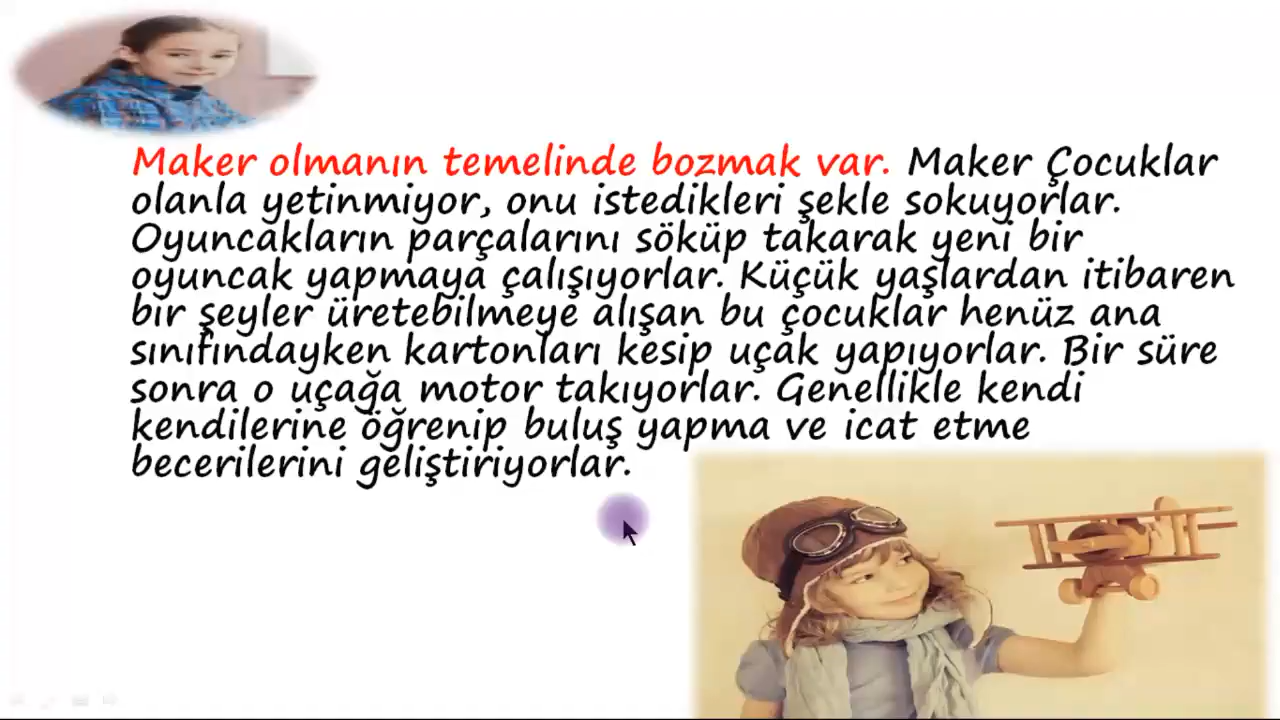 Maker olmanın temelinde bozmak var. Maker Çocuklar
olanla yetinmiyor, onu istedikleri şekle sokuyorlar.
Oyuncakların parçalarını söküp takarak yeni bir
oyuncak yapmaya çalışıyorlar. Küçük yaşlardan itibaren
bir şeyler üretebilmeye alışan bu çocuklar henüz ana
sınıfındayken kartonları kesip uçak yapıyorlar. Bir süre
sonra o uçağa motor takıyorlar. Genellikle kendi
kendilerine öğrenip buluş yapma ve icat etme
becerilerini geliştiriyorlar.